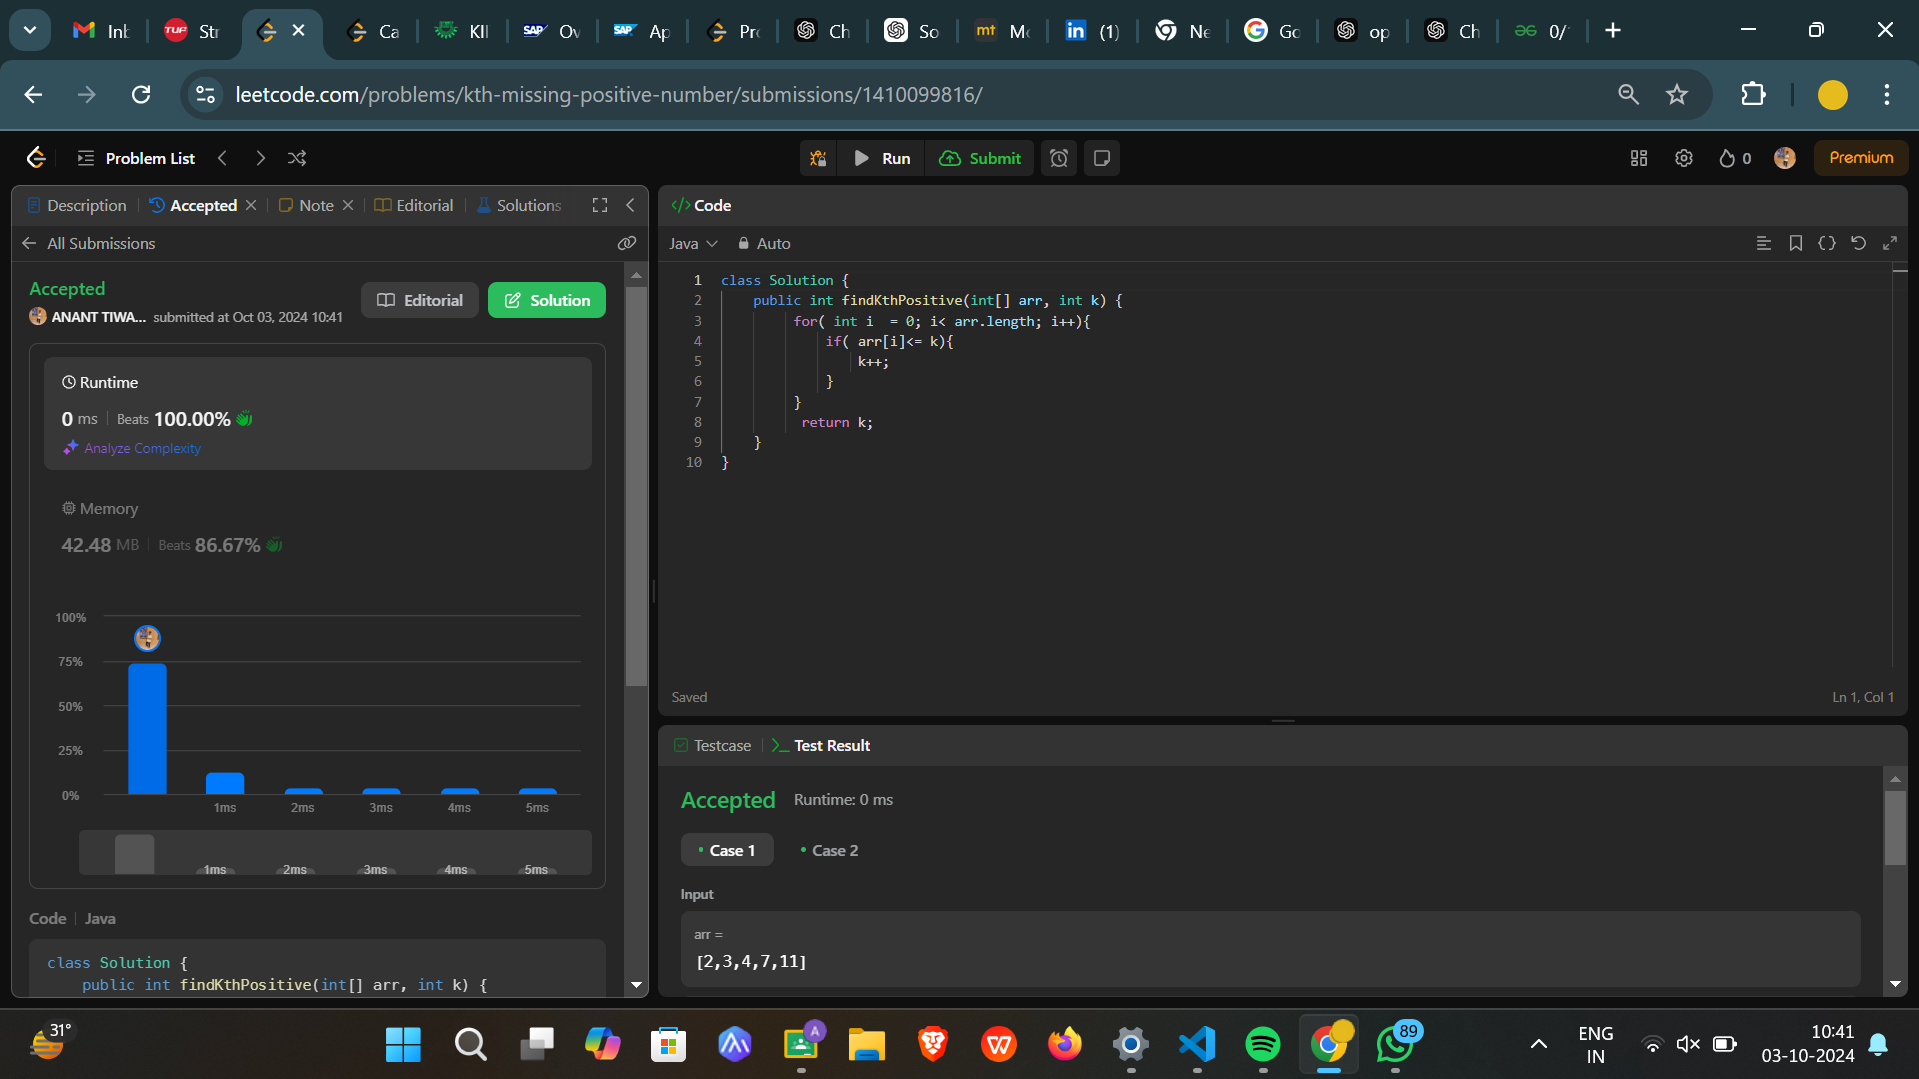 Inb
Str
Ca
KI
Ov
Ap
Pro
Ch
So
Mo
(1)
Ne
Go
op
Ch
0/
leetcode.com/problems/kth-missing-positive-number/submissions/1410099816/
Problem List
Run
Submit
0
Premium
Description
Accepted
Note
Editorial
Solutions
All Submissions
Accepted
Editorial
Solution
ANANT TIWA... submitted at Oct 03, 2024 10:41
Runtime
0 ms Beats 100.00%
Analyze Complexity
Memory
42.48 MB Beats 86.67%
100%
75%
50%
25%
0%
1ms 2ms 3ms 4ms 5ms
1ms 2ms 3ms 4ms 5ms
Code Java
class Solution {
public int findKthPositive(int[] arr, int k) {
</> Code
Java Auto
1 class Solution {
2 public int findKthPositive(int[] arr, int k) {
3 for( int i = 0; i< arr.length; i++){
4 if( arr[i]<= k){
5 k++;
6 }
7 }
8 return k;
9 }
10 }
Saved
Ln 1, Col 1
Testcase
Test Result
Accepted Runtime: 0 ms
Case 1 Case 2
Input
arr =
[2,3,4,7,11]
31°
A
89
ENG
IN
10:41
03-10-2024